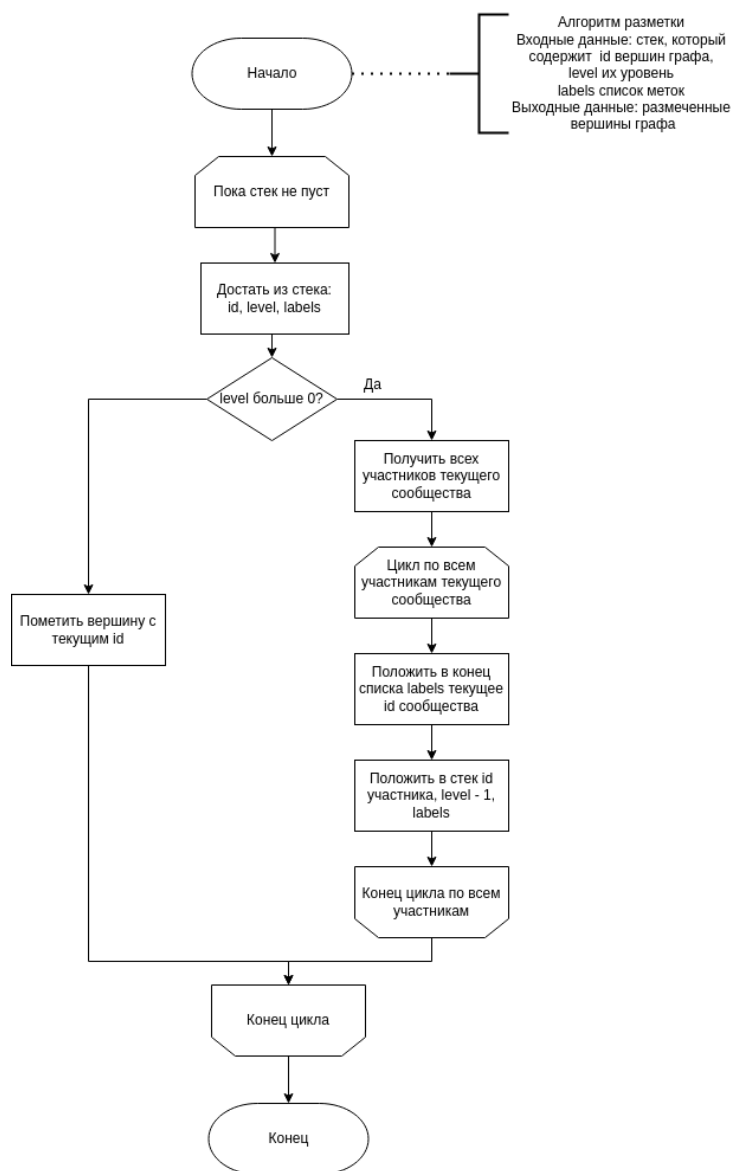 Алгоритм разметки
Входные данные: стек, который
содержит id вершин графа,
level их уровень
labels список меток
Выходные данные: размеченные
вершины графа
Начало
Пока стек не пуст
Достать из стека:
id, level, labels
level больше 0?
Да
Получить всех
участников текущего
сообщества
Цикл по всем
участникам текущего
сообщества
Пометить вершину с
текущим id
Положить в конец
списка labels текущее
id сообщества
Положить в стек id
участника, level - 1,
labels
Конец цикла по всем
участникам
Конец цикла
Конец